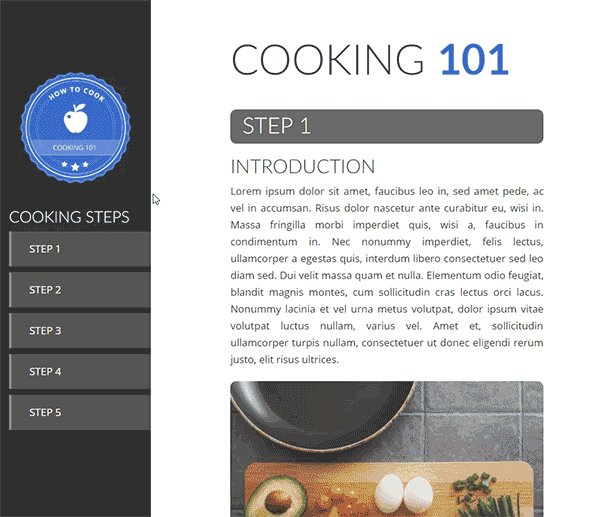 HOW TO COOK
COOKING 101
COOKING STEPS
STEP 1
STEP 2
STEP 3
STEP 4
STEP 5
COOKING 101
STEP 1
INTRODUCTION
Lorem ipsum dolor sit amet, faucibus leo in, sed amet pede, ac
vel in accumsan. Risus dolor nascetur ante curabitur eu, wisi in.
Massa fringilla morbi imperdiet quis, wisi a, faucibus in
condimentum in. Nec nonummy imperdiet, felis lectus,
ullamcorper a egestas quis, interdum libero consectetuer sed leo
diam sed. Dui velit massa quam et nulla. Elementum odio feugiat,
blandit magnis montes, cum sollicitudin cras lectus orci lacus.
Nonummy lacinia et vel urna metus volutpat, dolor ipsum vitae
volutpat luctus nullam, varius vel. Amet et, sollicitudin
ullamcorper turpis nullam, consectetuer ut donec eligendi rerum
justo, elit risus ultrices.